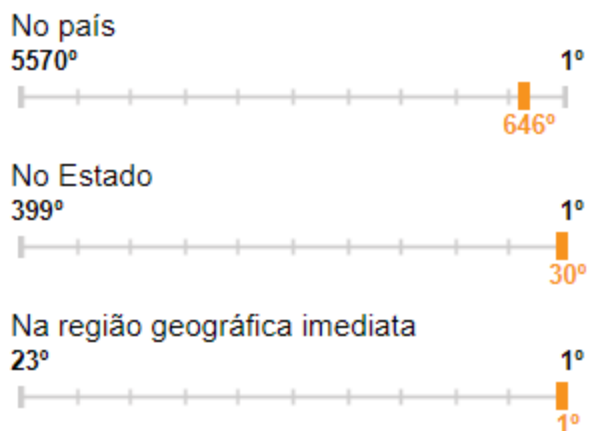 No país
5570º 1º
646º
No Estado
399º 1º
30º
Na região geográfica imediata
23º 1º
1º